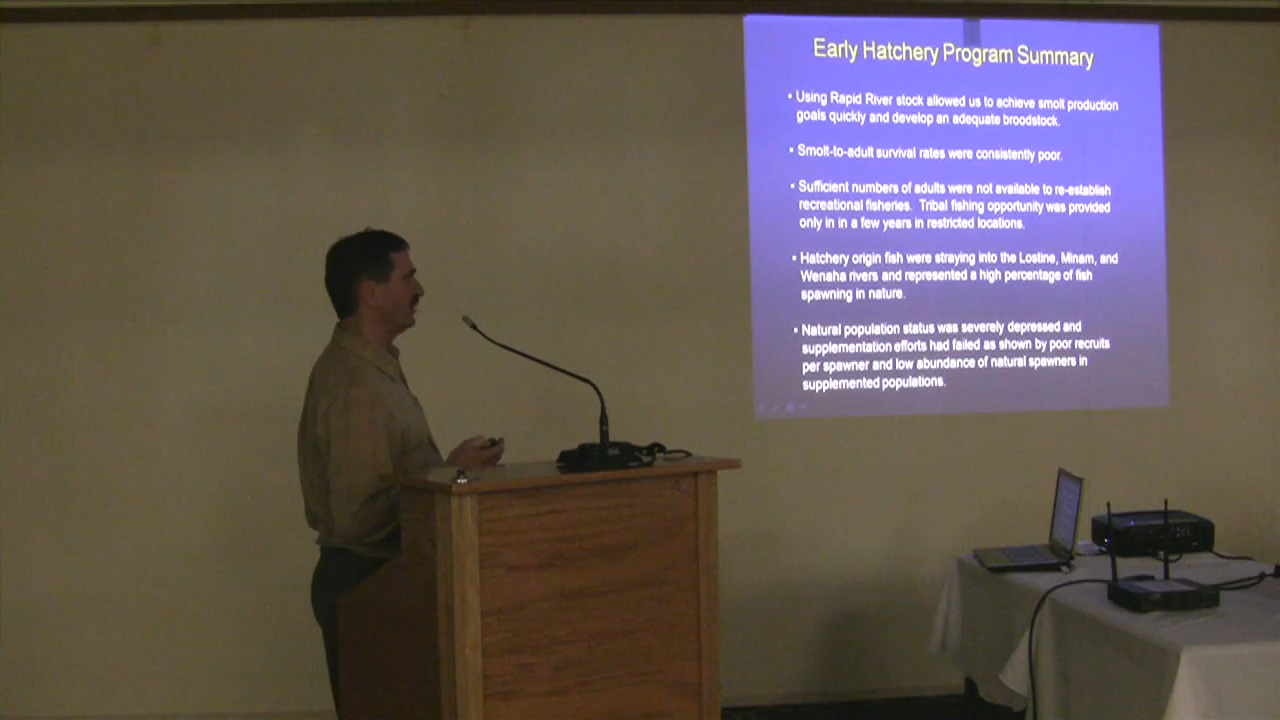 Early Hatchery Program Summary
▪ Using Rapid River stock allowed us to achieve smolt production
goals quickly and develop an adequate broodstock.
▪ Smolt-to-adult survival rates were consistently poor.
▪ Sufficient numbers of adults were not available to re-establish
recreational fisheries. Tribal fishing opportunity was provided
only in in a few years in restricted locations.
▪ Hatchery origin fish were straying into the Lostine, Minam, and
Wenaha rivers and represented a high percentage of fish
spawning in nature.
▪ Natural population status was severely depressed and
supplementation efforts had failed as shown by poor recruits
per spawner and low abundance of natural spawners in
supplemented populations.